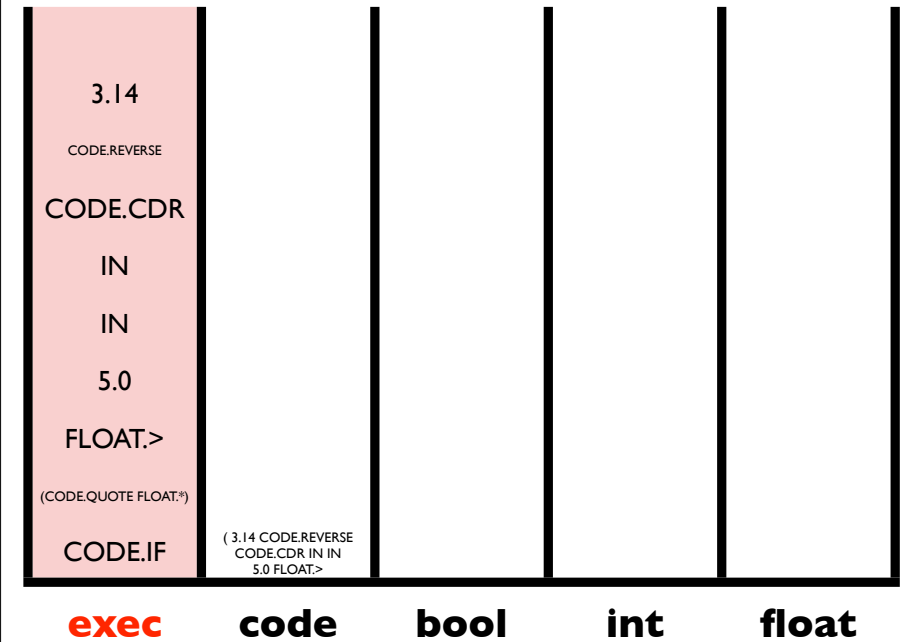 3.14
CODE.REVERSE
CODE.CDR
IN
IN
5.0
FLOAT.>
(CODE.QUOTE FLOAT.*)
CODE.IF
( 3.14 CODE.REVERSE
CODE.CDR IN IN
5.0 FLOAT.>
exec code bool int float